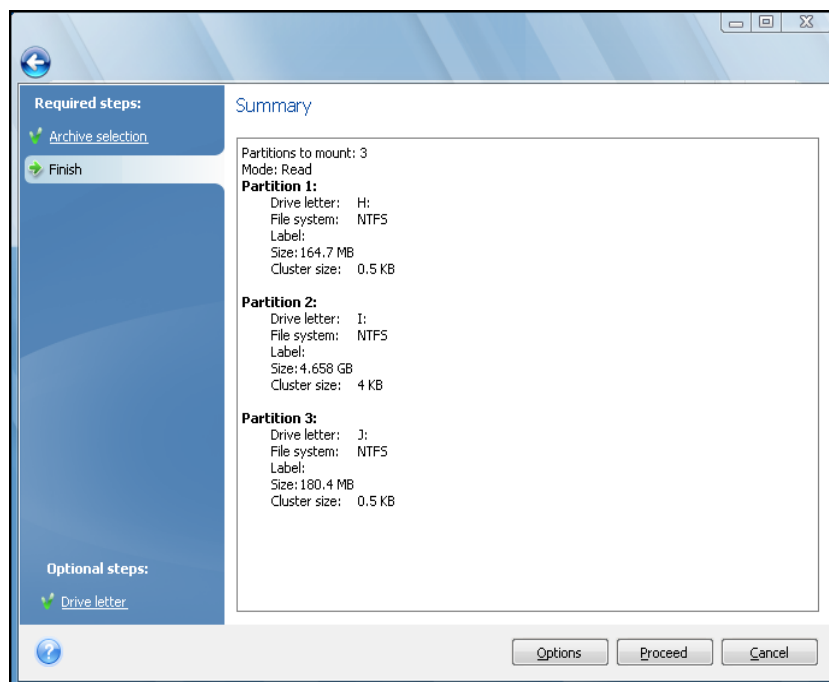 Required steps:
Archive selection
Finish
Optional steps:
Drive letter
Summary
Partitions to mount: 3
Mode: Read
Partition 1:
Drive letter: H:
File system: NTFS
Label:
Size: 164.7 MB
Cluster size: 0.5 KB
Partition 2:
Drive letter: I:
File system: NTFS
Label:
Size: 4.658 GB
Cluster size: 4 KB
Partition 3:
Drive letter: J:
File system: NTFS
Label:
Size: 180.4 MB
Cluster size: 0.5 KB
Options Proceed Cancel